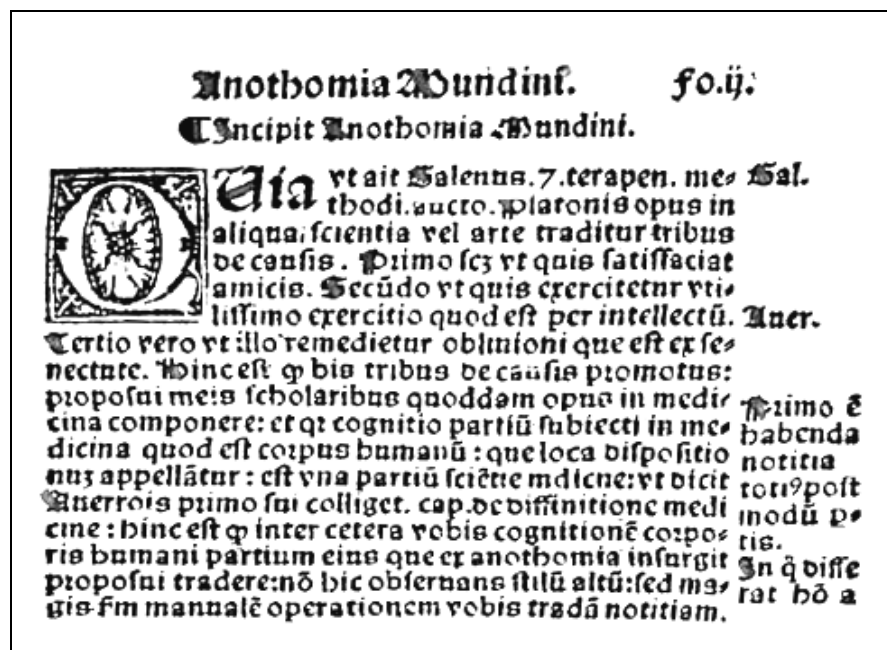 Anothomia Mundini. fo.ij.
¶Incipit Anothomia Mundini.
QUia vt ait Galenus.7.terapen. me-
thodi.aucto.Platonis opus in
aliqua scientia vel arte traditur tribus
de causis. Primo scʒ vt quis satisfaciat
amicis. Secūdo vt quis exercitetur vti-
lissimo exercitio quod est per intellectū.
Tertio vero vt illo remedietur obliuioni que est ex se-
nectute. Hinc est ꝙ his tribus de causis promotus:
proposui meis scholaribus quoddam opus in medi-
cina componere: et qꝛ cognitio partiū subiecti in me-
dicina quod est corpus humanū: que loca dispositio
nuʒ appellātur: est vna partiū sciētie mdicne: vt dicit
Auerrois primo sui colliget. cap.de diffinitione medi
cine: hinc est ꝙ inter cetera vobis cognitionē corpo-
ris humani partium eius que ex anothomia insurgit
proposui tradere:nō hic obseruans stilū altū:sed ma-
gis fm manualē operationem vobis tradā notitiam.
Gal.
Auer.
Primo ē
habenda
notitia
totiꝰ post
modū p-
tis.
In q̄ diffe
rat hō a